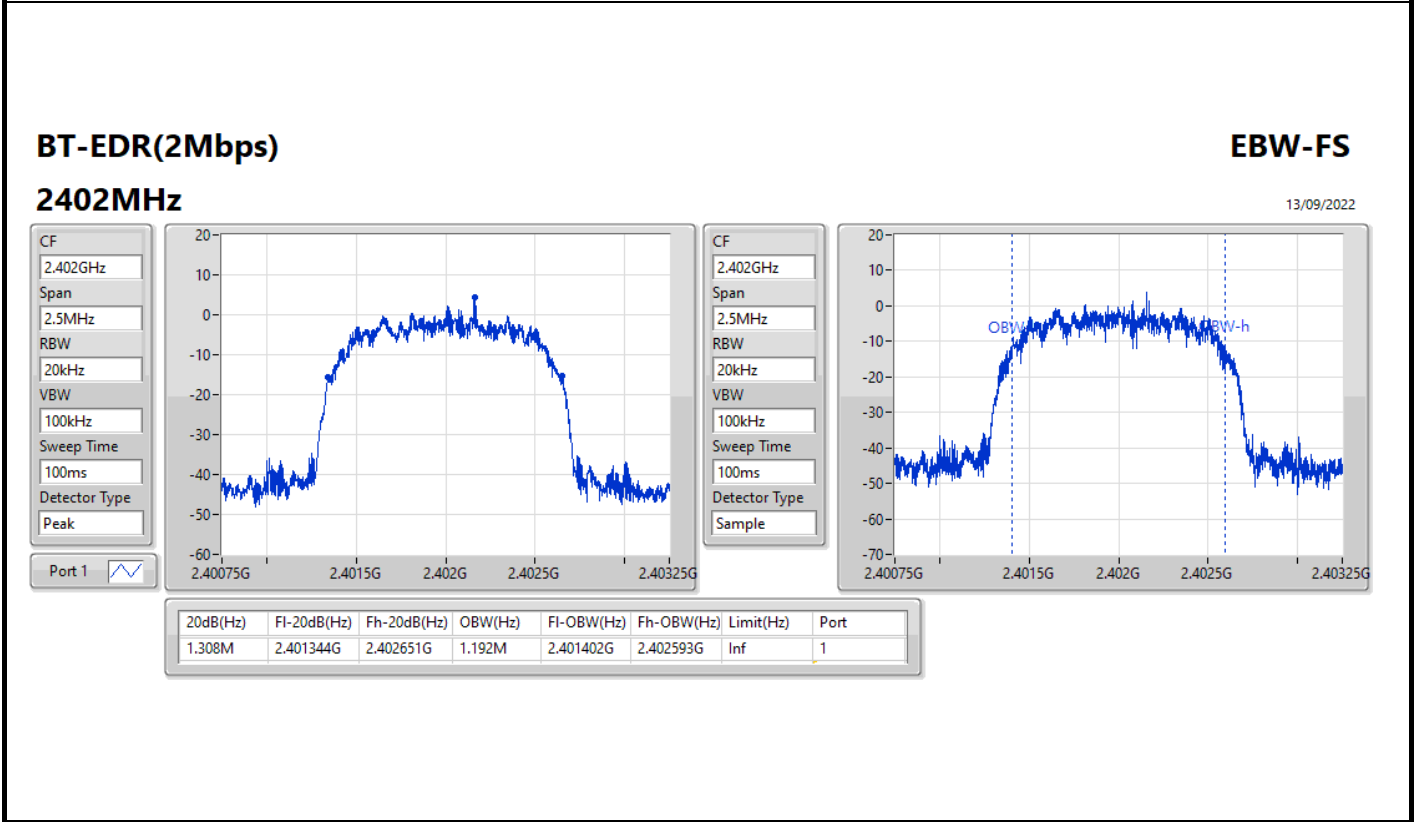 BT-EDR(2Mbps)
EBW-FS
2402MHz
13/09/2022
CF
2.402GHz
Span
2.5MHz
RBW
20kHz
VBW
100kHz
Sweep Time
100ms
Detector Type
Peak
Port 1
20
10
0
-10
-20
-30
-40
-50
-60
2.40075G 2.4015G 2.402G 2.4025G 2.40325G
CF
2.402GHz
Span
2.5MHz
RBW
20kHz
VBW
100kHz
Sweep Time
100ms
Detector Type
Sample
20
10
0
-10
-20
-30
-40
-50
-60
-70
2.40075G 2.4015G 2.402G 2.4025G 2.40325G
20dB(Hz) Fl-20dB(Hz) Fh-20dB(Hz) OBW(Hz) Fl-OBW(Hz) Fh-OBW(Hz) Limit(Hz) Port
1.308M 2.401344G 2.402651G 1.192M 2.401402G 2.402593G Inf 1